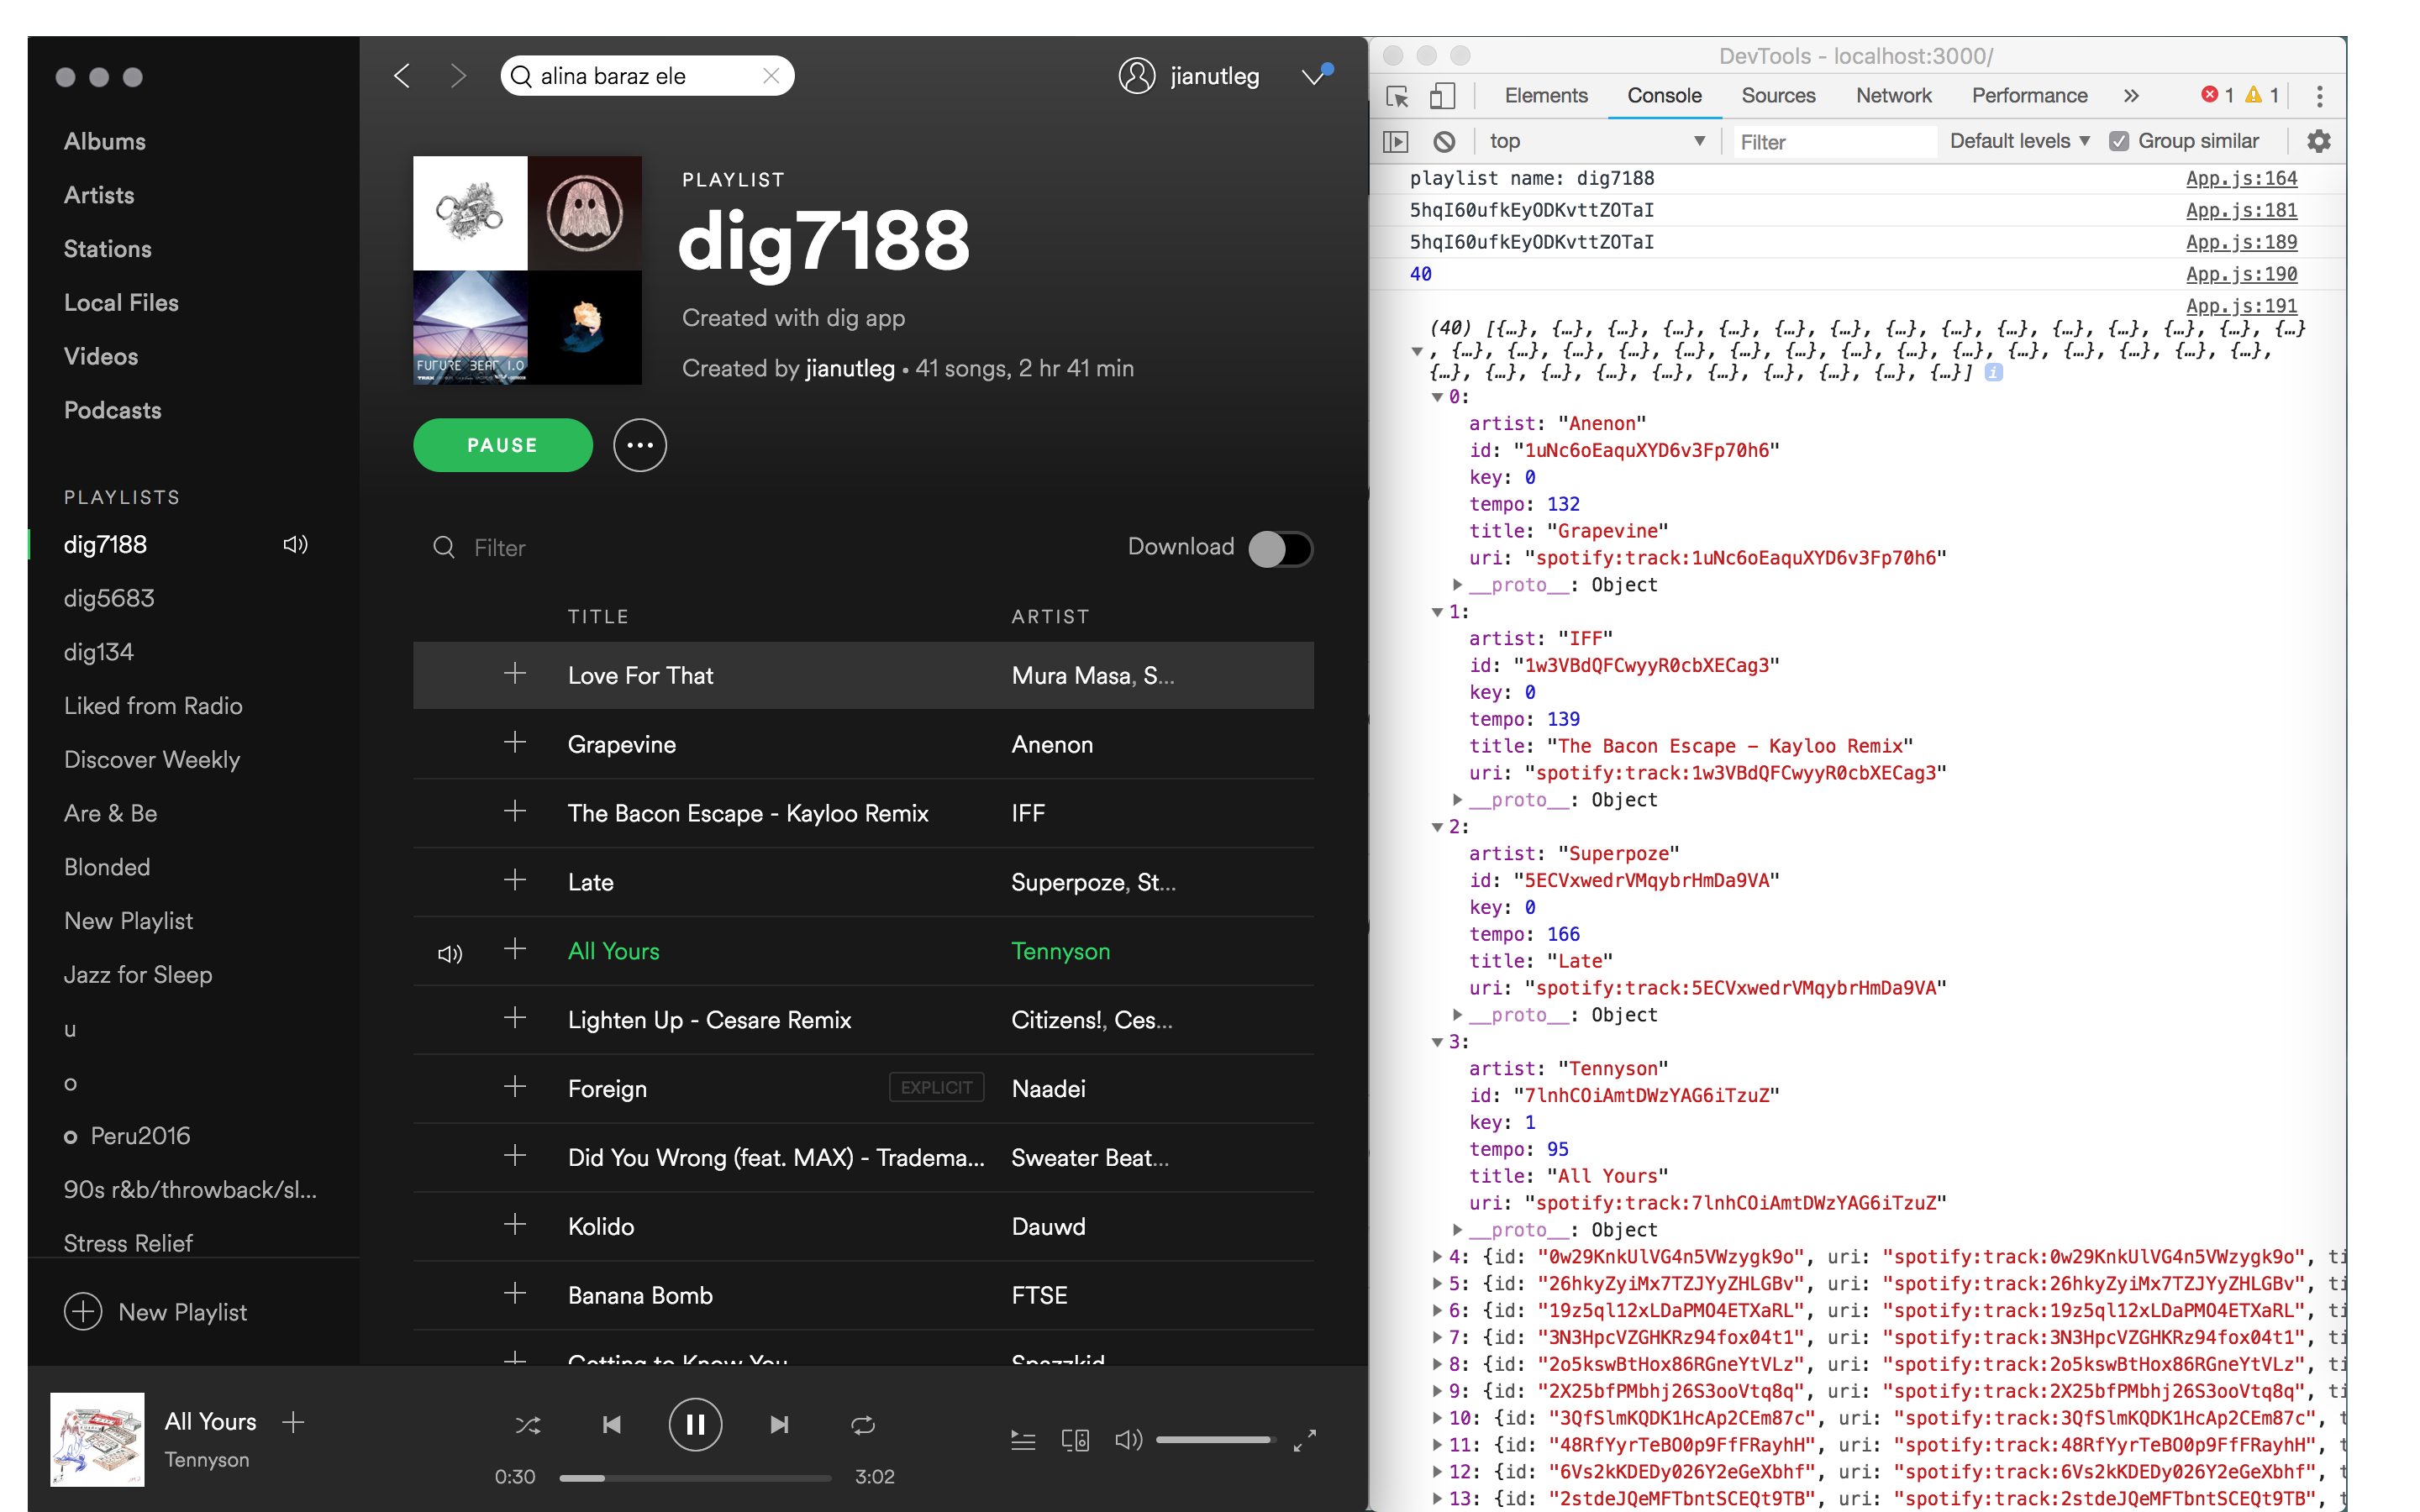 alina baraz ele
jianutleg
Albums
Artists
Stations
Local Files
Videos
Podcasts
PLAYLISTS
dig7188
dig5683
dig134
Liked from Radio
Discover Weekly
Are & Be
Blonded
New Playlist
Jazz for Sleep
u
o
Peru2016
90s r&b/throwback/sl...
Stress Relief
New Playlist
FUTURE BEAT 1.0
PLAYLIST
dig7188
Created with dig app
Created by jianutleg • 41 songs, 2 hr 41 min
PAUSE
Filter
Download
TITLE ARTIST
Love For That Mura Masa, S...
Grapevine Anenon
The Bacon Escape - Kayloo Remix IFF
Late Superpoze, St...
All Yours Tennyson
Lighten Up - Cesare Remix Citizens!, Ces...
Foreign EXPLICIT Naadei
Did You Wrong (feat. MAX) - Tradema... Sweater Beat...
Kolido Dauwd
Banana Bomb FTSE
Getting to Know You Spazzkid
All Yours
Tennyson
0:30 3:02
DevTools - localhost:3000/
Elements Console Sources Network Performance » 1 1
top Filter Default levels Group similar
playlist name: dig7188 App.js:164
5hqI60ufkEyODKvttZOTaI App.js:181
5hqI60ufkEyODKvttZOTaI App.js:189
40 App.js:190
App.js:191
(40) [{…}, {…}, {…}, {…}, {…}, {…}, {…}, {…}, {…}, {…}, {…}, {…}, {…}, {…}, {…}
, {…}, {…}, {…}, {…}, {…}, {…}, {…}, {…}, {…}, {…}, {…}, {…}, {…}, {…}, {…},
{…}, {…}, {…}, {…}, {…}, {…}, {…}, {…}, {…}, {…}] i
0:
artist: "Anenon"
id: "1uNc6oEaquXYD6v3Fp70h6"
key: 0
tempo: 132
title: "Grapevine"
uri: "spotify:track:1uNc6oEaquXYD6v3Fp70h6"
__proto__: Object
1:
artist: "IFF"
id: "1w3VBdQFCwyyR0cbXECag3"
key: 0
tempo: 139
title: "The Bacon Escape – Kayloo Remix"
uri: "spotify:track:1w3VBdQFCwyyR0cbXECag3"
__proto__: Object
2:
artist: "Superpoze"
id: "5ECVxwedrVMqybrHmDa9VA"
key: 0
tempo: 166
title: "Late"
uri: "spotify:track:5ECVxwedrVMqybrHmDa9VA"
__proto__: Object
3:
artist: "Tennyson"
id: "7lnhCOiAmtDWzYAG6iTzuZ"
key: 1
tempo: 95
title: "All Yours"
uri: "spotify:track:7lnhCOiAmtDWzYAG6iTzuZ"
__proto__: Object
4: {id: "0w29KnkUlVG4n5VWzygk9o", uri: "spotify:track:0w29KnkUlVG4n5VWzygk9o", ti
5: {id: "26hkyZyiMx7TZJYyZHLGBv", uri: "spotify:track:26hkyZyiMx7TZJYyZHLGBv", ti
6: {id: "19z5ql12xLDaPMO4ETXaRL", uri: "spotify:track:19z5ql12xLDaPMO4ETXaRL", ti
7: {id: "3N3HpcVZGHKRz94fox04t1", uri: "spotify:track:3N3HpcVZGHKRz94fox04t1", ti
8: {id: "2o5kswBtHox86RGneYtVLz", uri: "spotify:track:2o5kswBtHox86RGneYtVLz", ti
9: {id: "2X25bfPMbhj26S3ooVtq8q", uri: "spotify:track:2X25bfPMbhj26S3ooVtq8q", ti
10: {id: "3QfSlmKQDK1HcAp2CEm87c", uri: "spotify:track:3QfSlmKQDK1HcAp2CEm87c", t
11: {id: "48RfYyrTeBO0p9FfFRayhH", uri: "spotify:track:48RfYyrTeBO0p9FfFRayhH", t
12: {id: "6Vs2kKDEDy026Y2eGeXbhf", uri: "spotify:track:6Vs2kKDEDy026Y2eGeXbhf", t
13: {id: "2stdeJQeMFTbntSCEQt9TB", uri: "spotify:track:2stdeJQeMFTbntSCEQt9TB", t